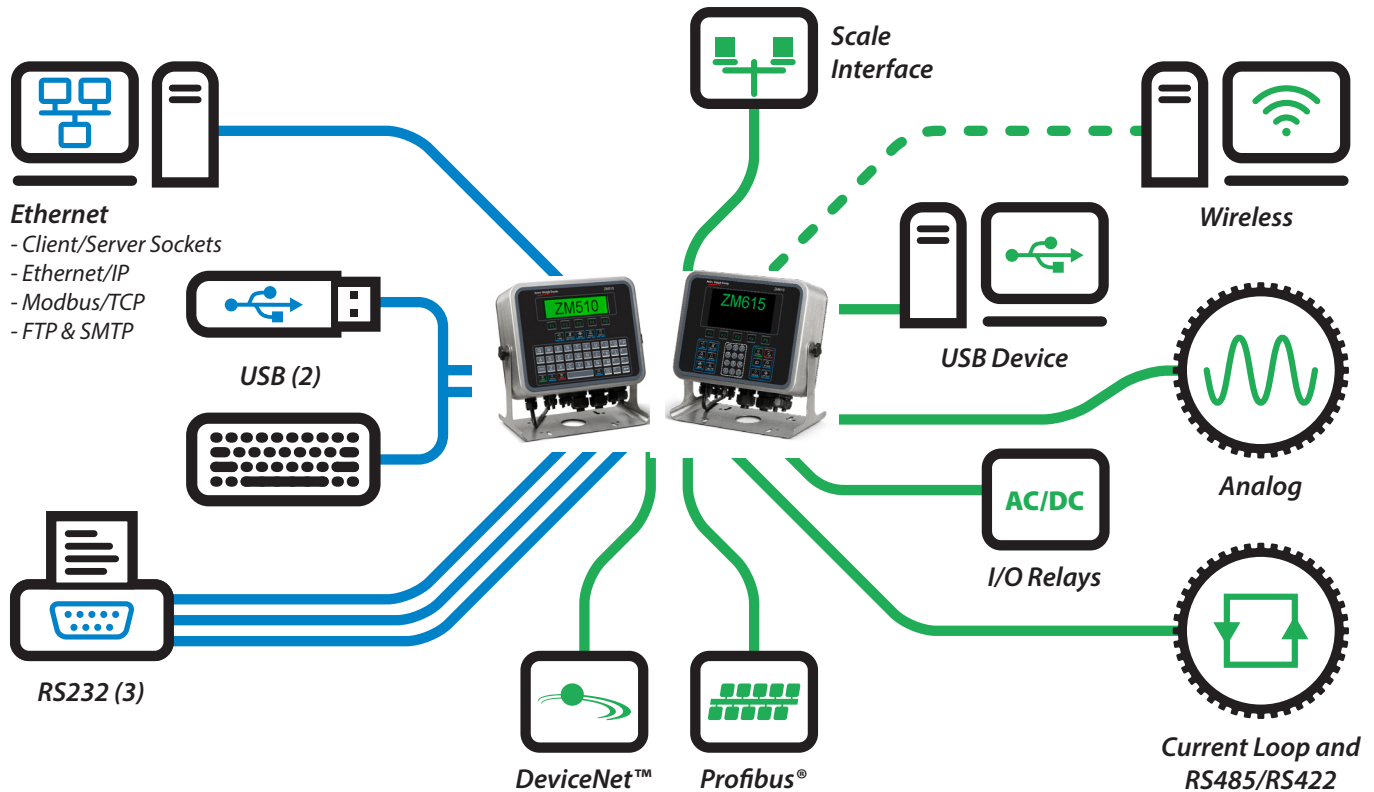 Scale
Interface
Ethernet
- Client/Server Sockets
- Ethernet/IP
- Modbus/TCP
- FTP & SMTP
Wireless
USB (2)
ZM510
ZM615
USB Device
Analog
AC/DC
I/O Relays
RS232 (3)
DeviceNet™
Profibus®
Current Loop and
RS485/RS422